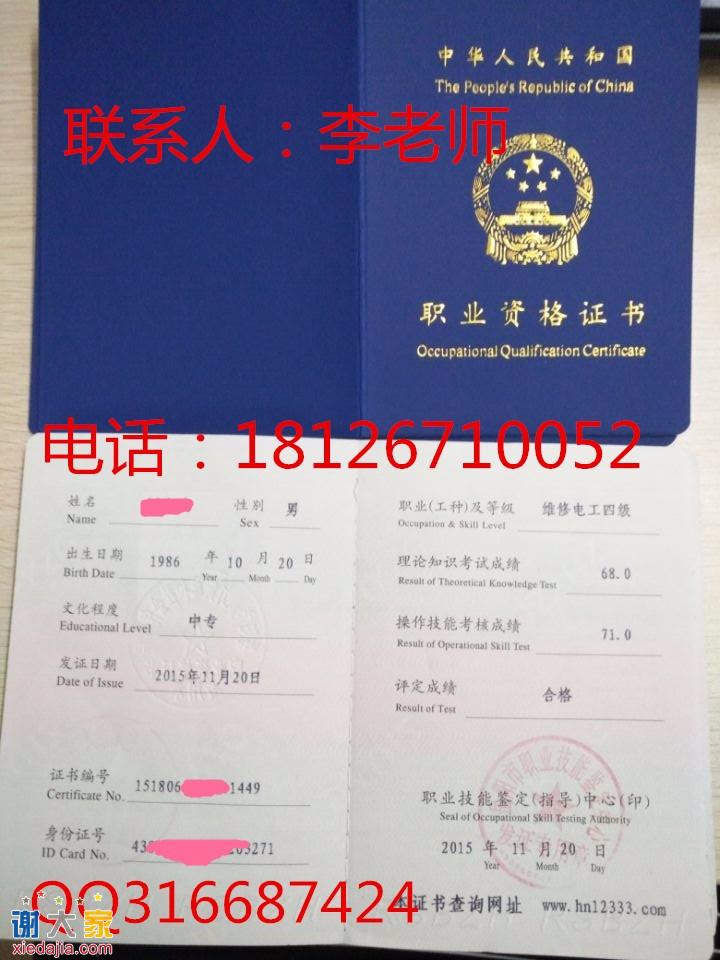 中华人民共和国
The People's Republic of China
联系人：李老师
职业资格证书
Occupational Qualification Certificate
电话：18126710052
姓名
Name
性别 男
Sex
出生日期 1986 年 10 月 20 日
Birth Date Year Month Day
文化程度 中专
Educational Level
发证日期 2015年11月20日
Date of Issue
证书编号 151806 1449
Certificate No.
身份证号 43 203271
ID Card No.
职业(工种)及等级 维修电工四级
Occupation & Skill Level
理论知识考试成绩 68.0
Result of Theoretical Knowledge Test
操作技能考核成绩 71.0
Result of Operational Skill Test
评定成绩 合格
Result of Test
市职业技能鉴
职业技能鉴定(指导)中心(印)
Seal of Occupational Skill Testing Authority
2015 年 11 月 20 日
Year Month Day
QQ316687424
本证书查询网址 www.hn12333.com
谢大家
xiedajia.com